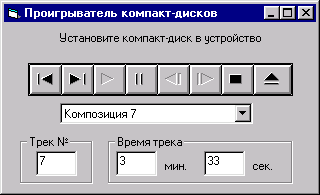 Проигрыватель компакт-дисков
Установите компакт-диск в устройство
Композиция 7
Трек № Время трека
7 3 мин. 33 сек.